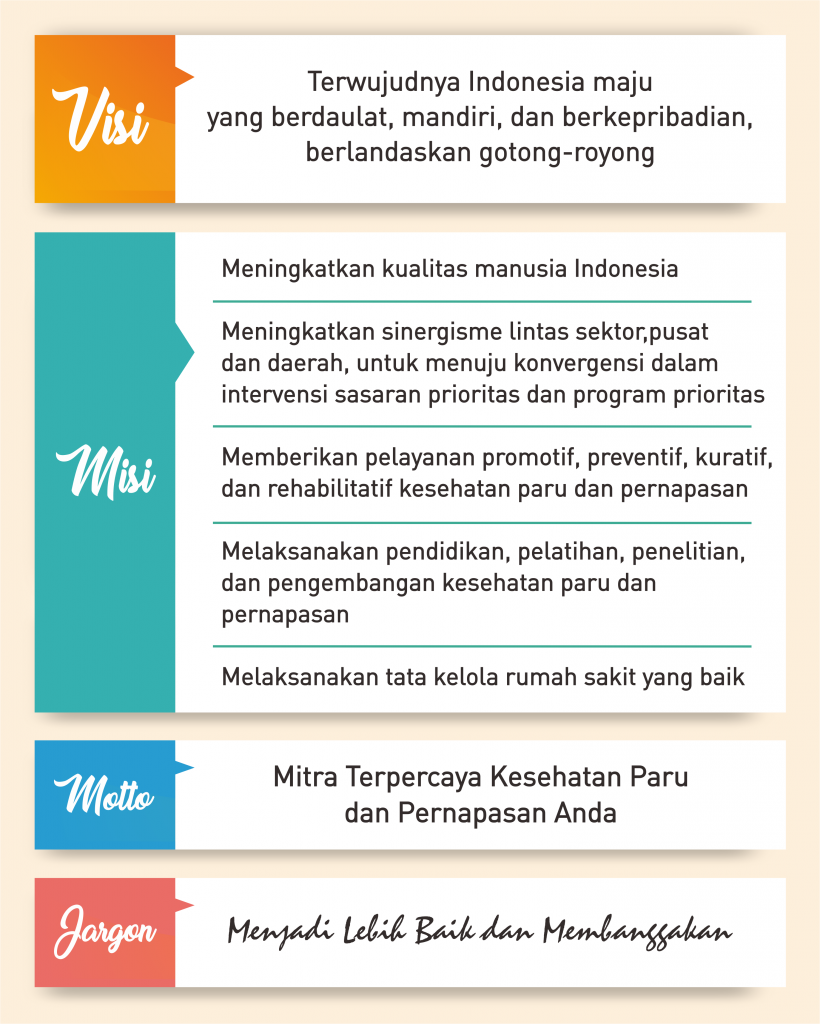 Visi
Terwujudnya Indonesia maju
yang berdaulat, mandiri, dan berkepribadian,
berlandaskan gotong-royong
Misi
Meningkatkan kualitas manusia Indonesia
Meningkatkan sinergisme lintas sektor,pusat
dan daerah, untuk menuju konvergensi dalam
intervensi sasaran prioritas dan program prioritas
Memberikan pelayanan promotif, preventif, kuratif,
dan rehabilitatif kesehatan paru dan pernapasan
Melaksanakan pendidikan, pelatihan, penelitian,
dan pengembangan kesehatan paru dan
pernapasan
Melaksanakan tata kelola rumah sakit yang baik
Motto
Mitra Terpercaya Kesehatan Paru
dan Pernapasan Anda
Jargon
Menjadi Lebih Baik dan Membanggakan